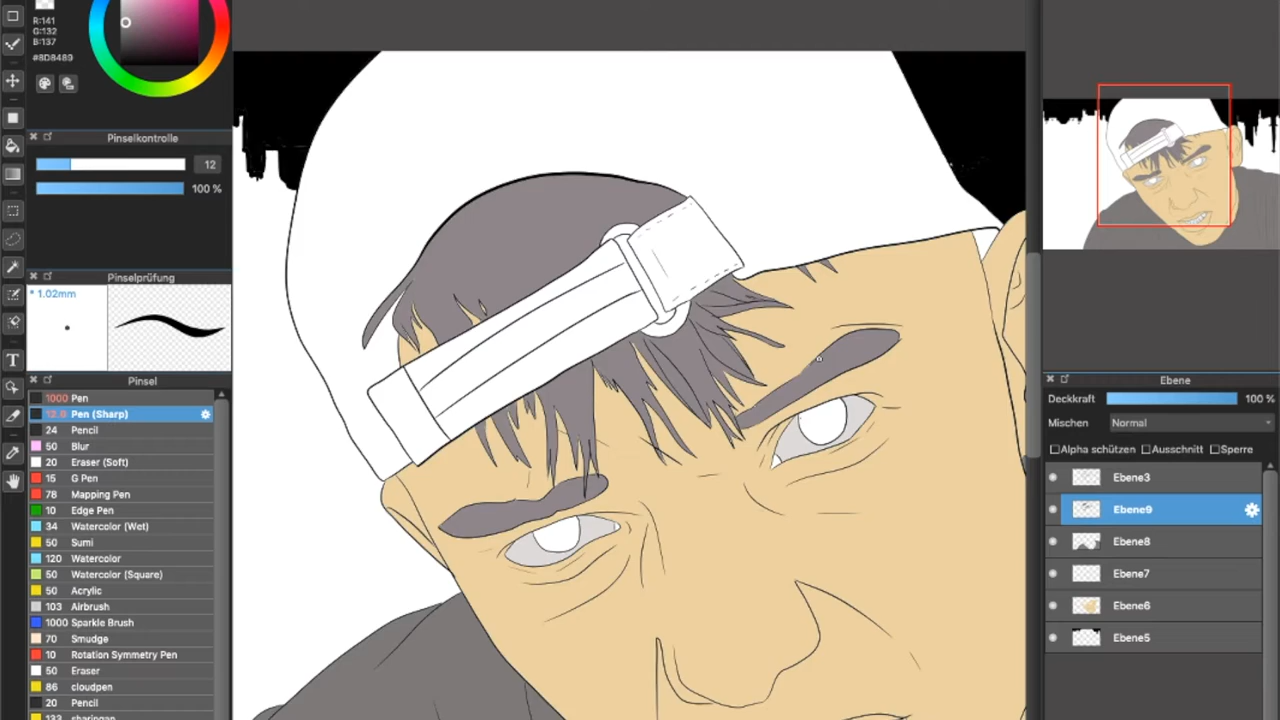 R:141
G:132
B:137
#8D8489
Pinselkontrolle
12
100 %
Pinselprüfung
* 1.02mm
T
Pinsel
1000 Pen
12.0 Pen (Sharp)
24 Pencil
50 Blur
20 Eraser (Soft)
15 G Pen
78 Mapping Pen
10 Edge Pen
34 Watercolor (Wet)
50 Sumi
120 Watercolor
50 Watercolor (Square)
50 Acrylic
103 Airbrush
1000 Sparkle Brush
70 Smudge
10 Rotation Symmetry Pen
50 Eraser
86 cloudpen
20 Pencil
133 sharingan
Ebene
Deckkraft 100 %
Mischen Normal
Alpha schützen Ausschnitt Sperre
Ebene3
Ebene9
Ebene8
Ebene7
Ebene6
Ebene5